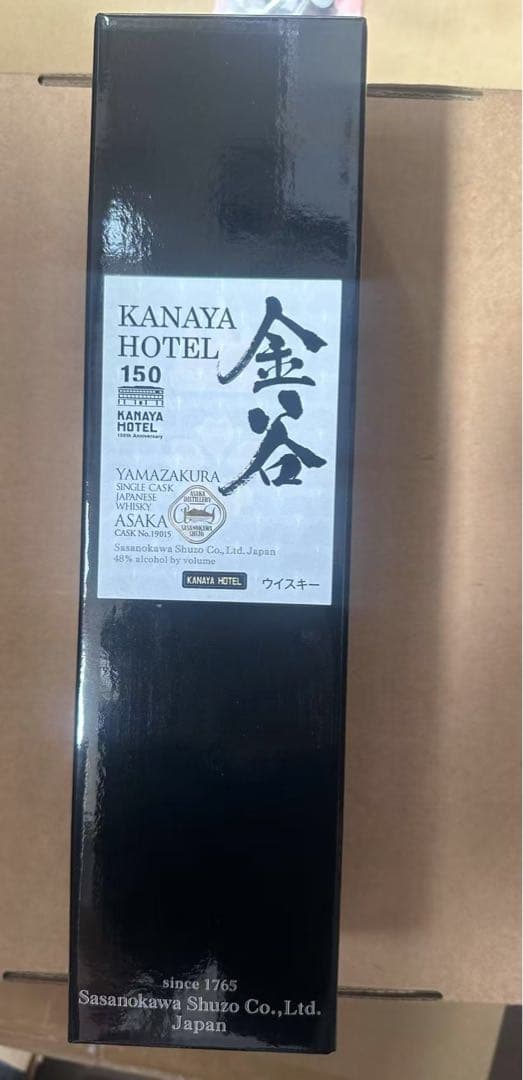 KANAYA
HOTEL
金谷
150
KANAYA
HOTEL
150th Anniversary
YAMAZAKURA
SINGLE CASK
JAPANESE
WHISKY
ASAKA
CASK No.19015
ASAKA
DISTILLERY
SASANOKAWA
SHUZO
Sasanokawa Shuzo Co.,Ltd. Japan
48% alcohol by volume
KANAYA HOTEL
ウイスキー
since 1765
Sasanokawa Shuzo Co.,Ltd.
Japan